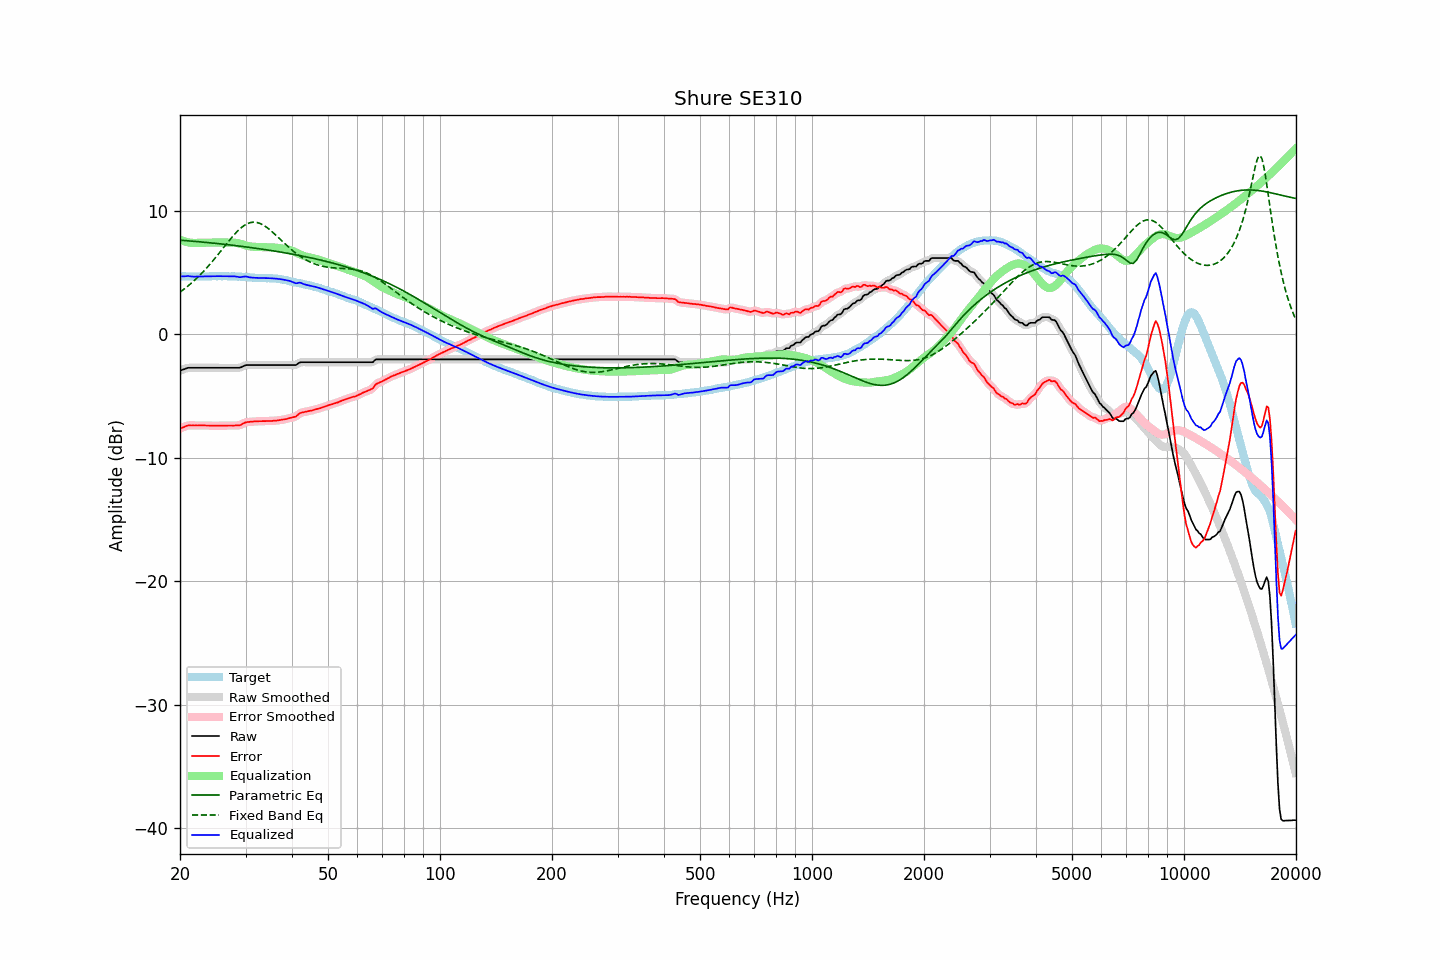 Shure SE310
Amplitude (dBr)
10
0
−10
−20
−30
−40
Target
Raw Smoothed
Error Smoothed
Raw
Error
Equalization
Parametric Eq
Fixed Band Eq
Equalized
20 50 100 200 500 1000 2000 5000 10000 20000
Frequency (Hz)